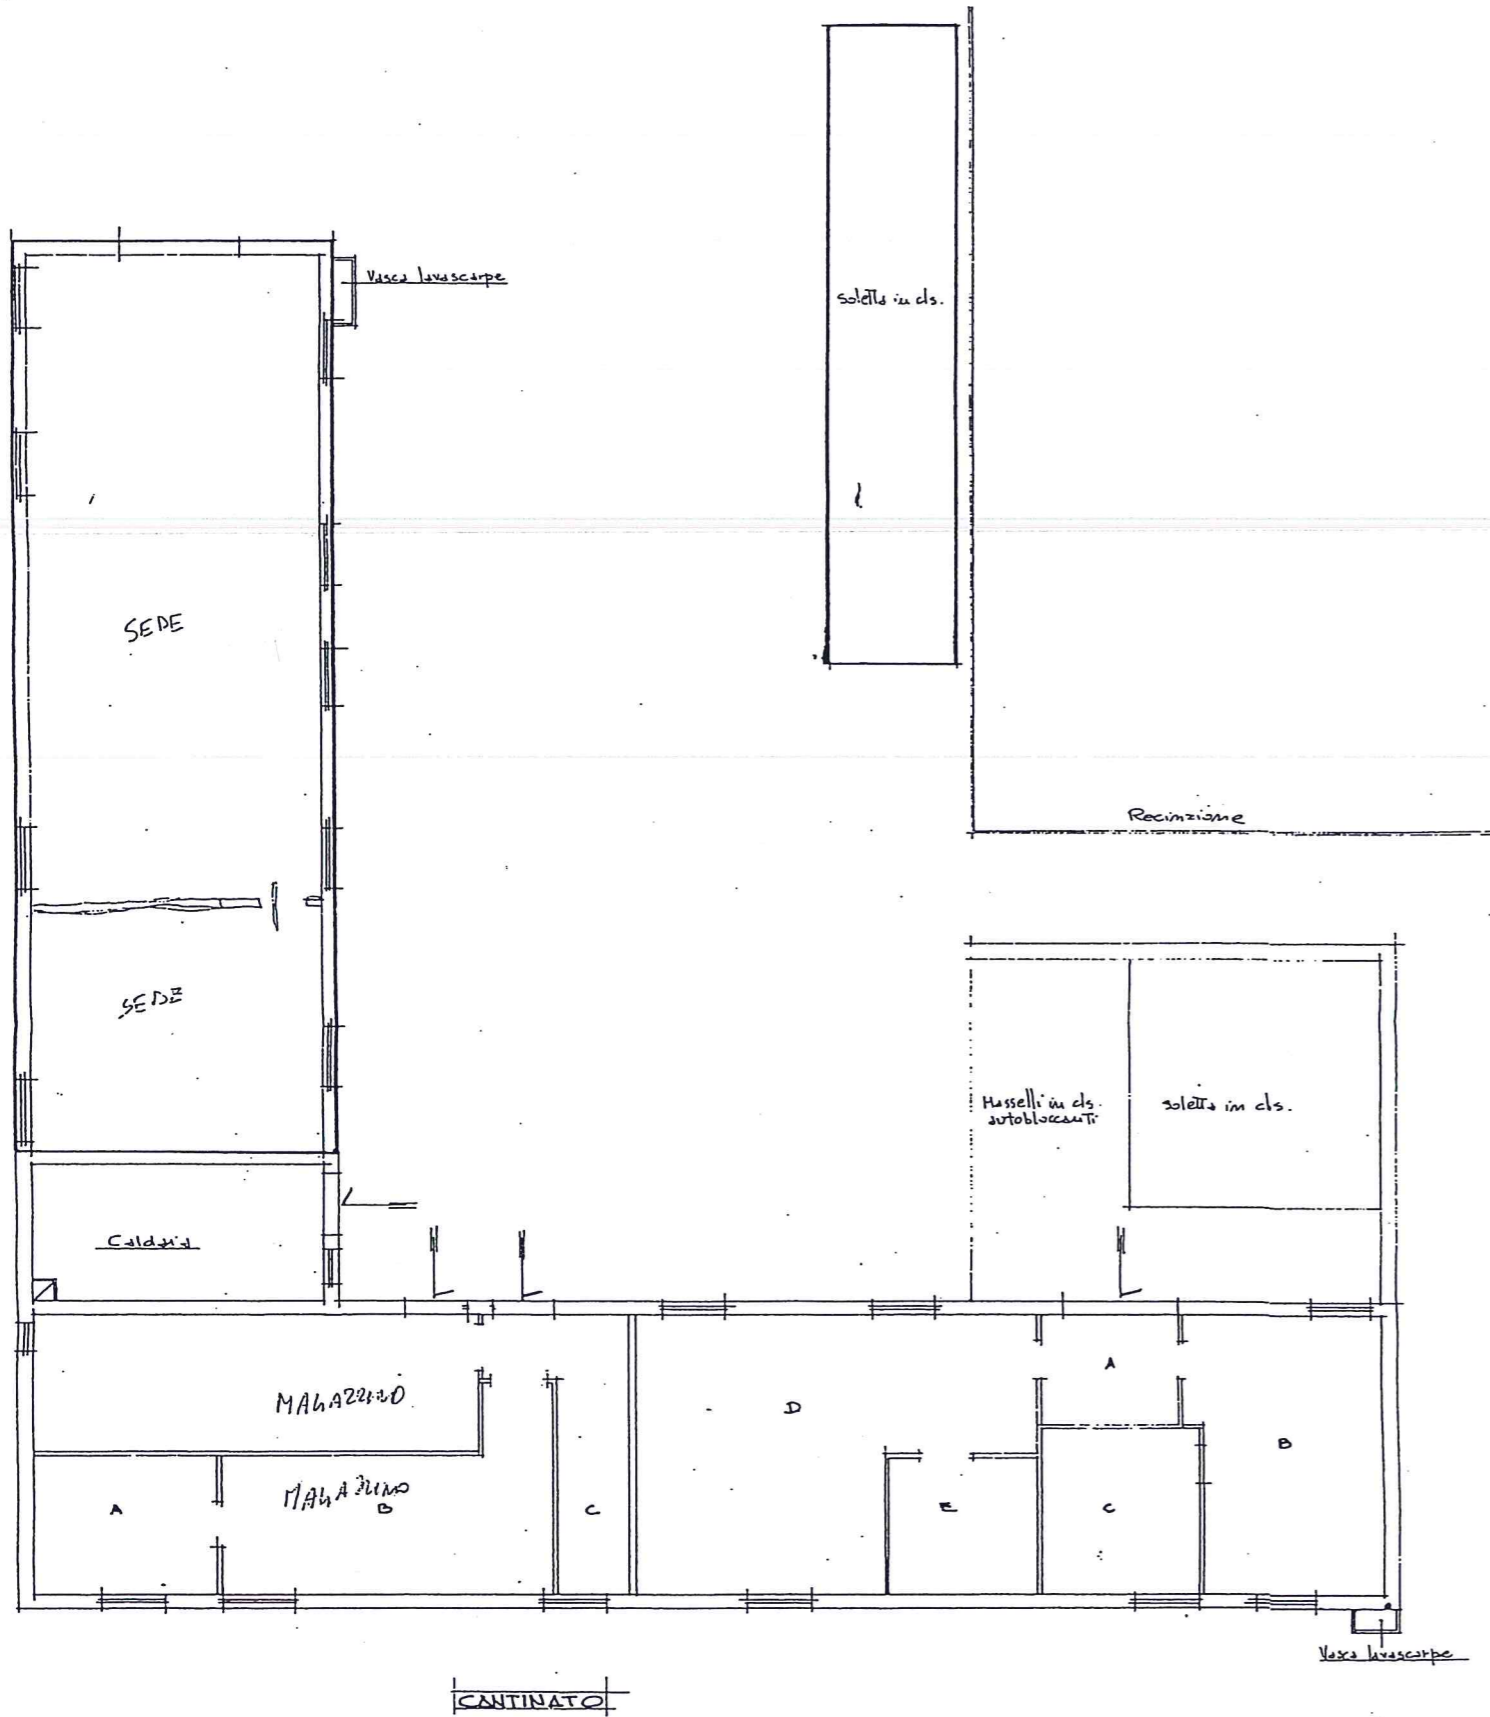 Vasca lavascarpe
soletta in cls.
SEDE
Recinzione
SEDE
Masselli in cls.
autobloccanti
soletta in cls.
Caldaia
MAGAZZINO
A
D
B
MAGAZZINO
A
B
C
E
C
Vasca lavascarpe
CANTINATO